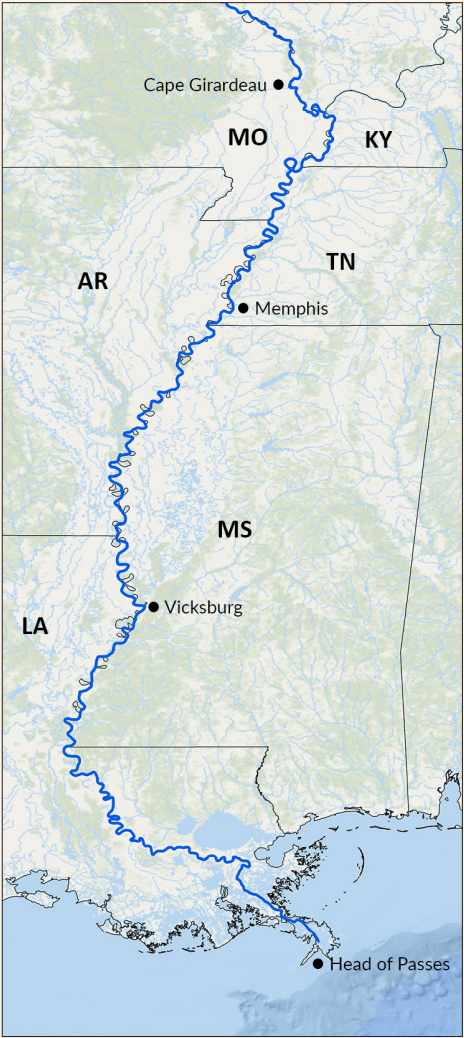 Cape Girardeau
MO
KY
TN
AR
Memphis
MS
Vicksburg
LA
Head of Passes